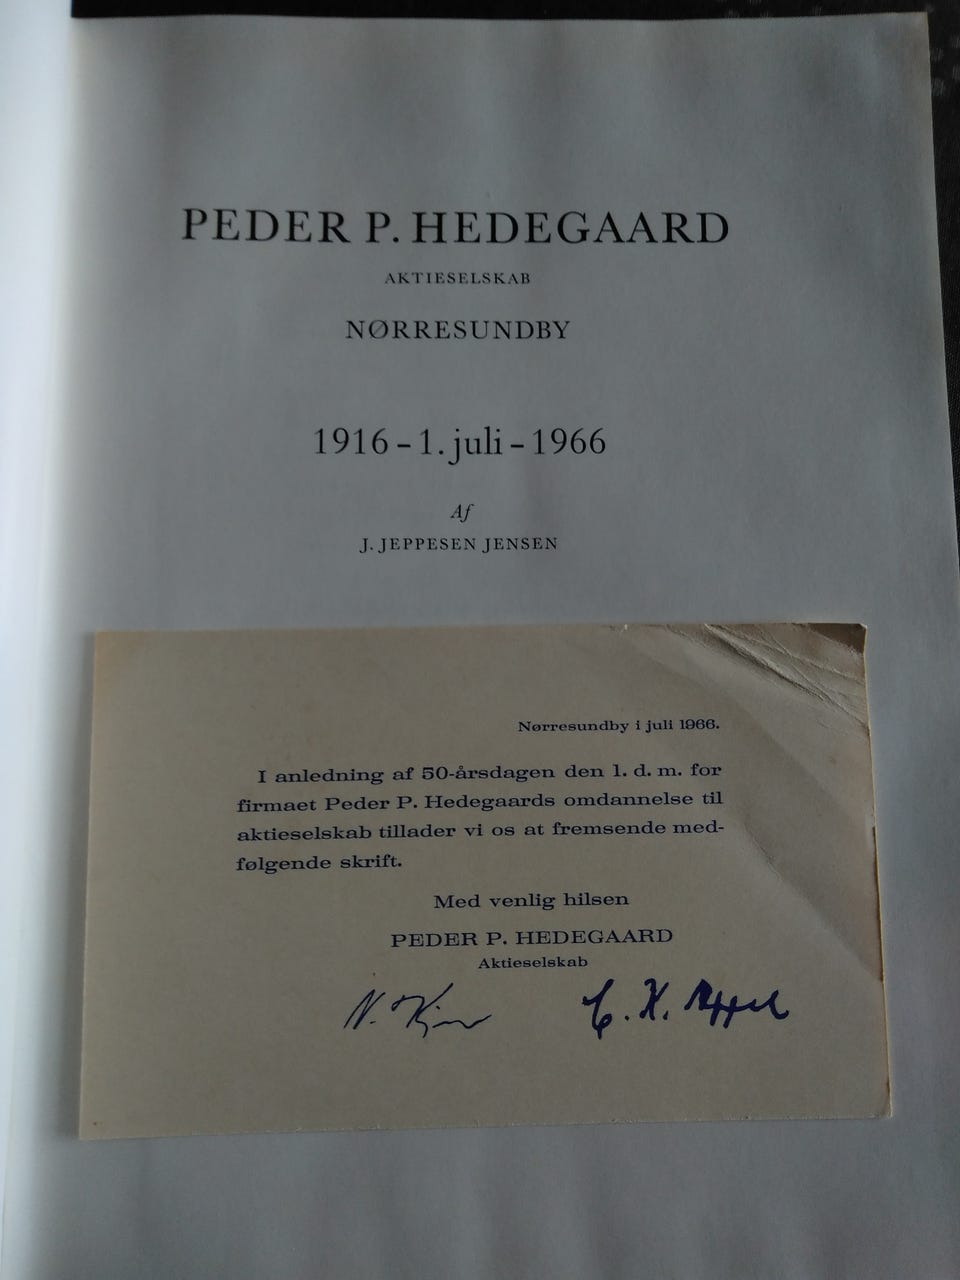 PEDER P. HEDEGAARD
AKTIESELSKAB
NØRRESUNDBY
1916 – 1. juli – 1966
Af
J. JEPPESEN JENSEN
Nørresundby i juli 1966.
I anledning af 50-årsdagen den 1. d. m. for
firmaet Peder P. Hedegaards omdannelse til
aktieselskab tillader vi os at fremsende med-
følgende skrift.
Med venlig hilsen
PEDER P. HEDEGAARD
Aktieselskab